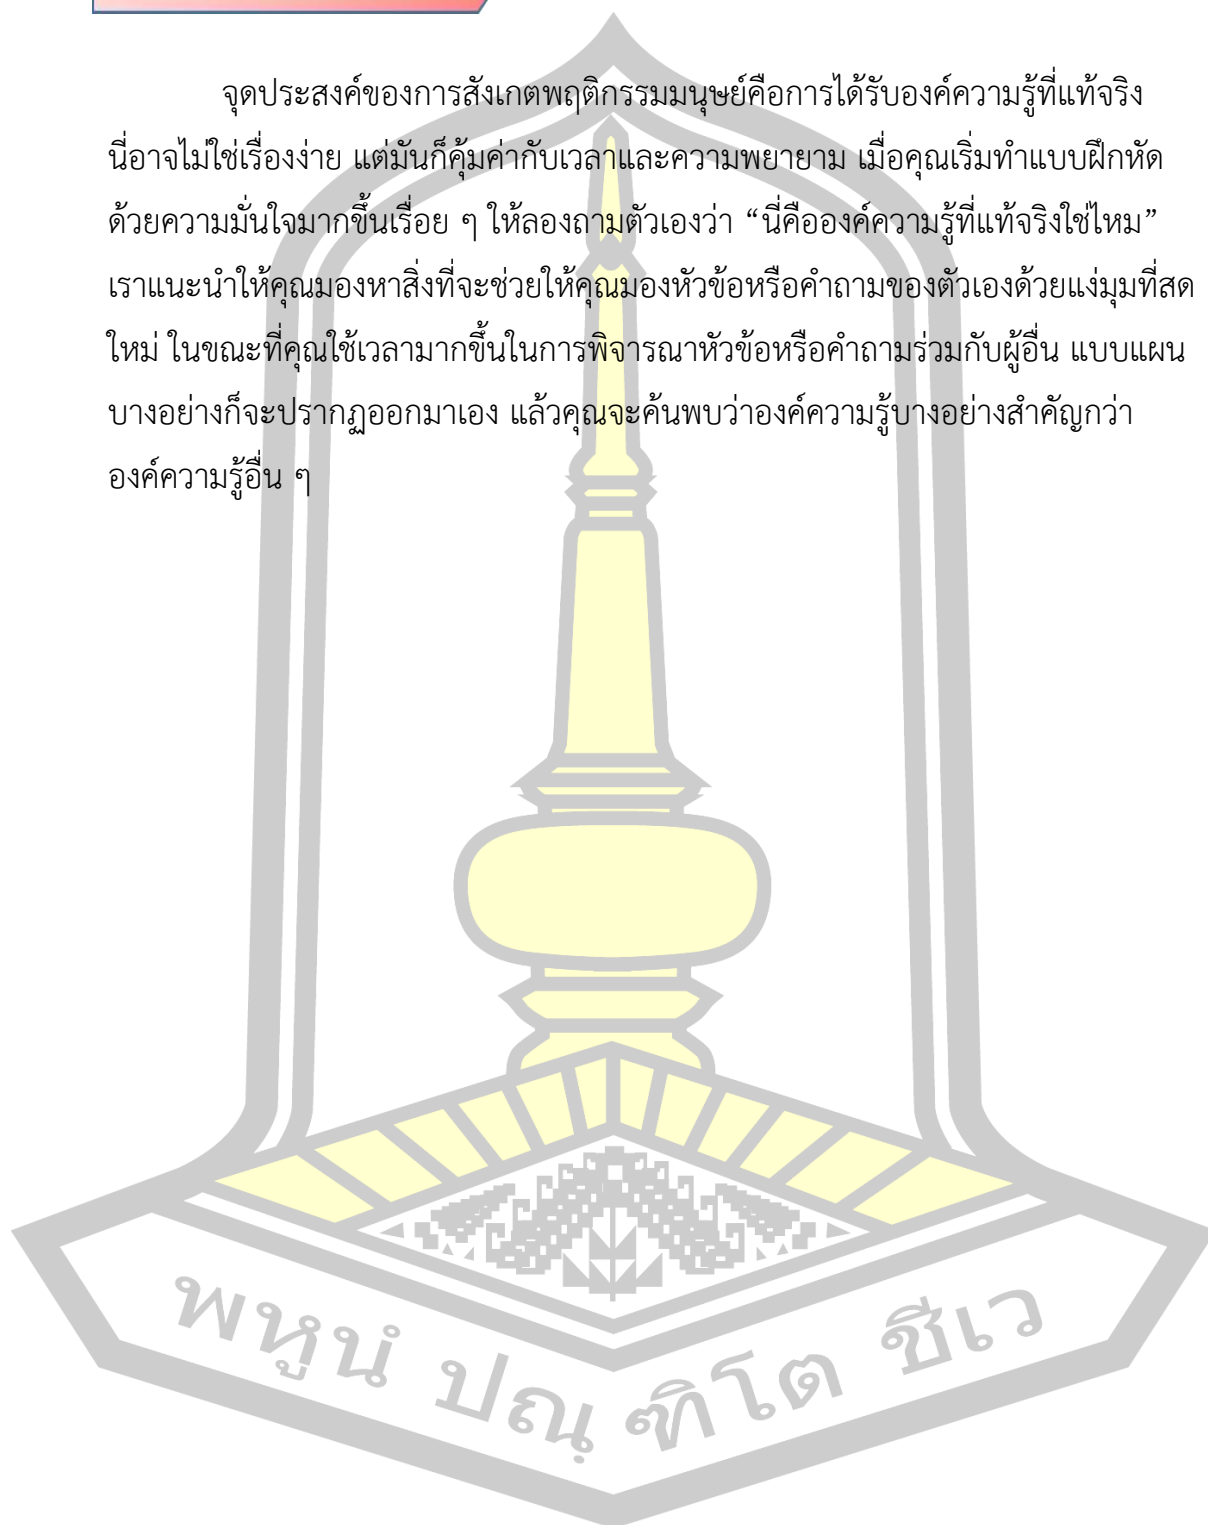 จุดประสงค์ของการสังเกตพฤติกรรมมนุษย์คือการได้รับองค์ความรู้ที่แท้จริง
นี่อาจไม่ใช่เรื่องง่าย แต่มันก็คุ้มค่ากับเวลาและความพยายาม เมื่อคุณเริ่มทำแบบฝึกหัด
ด้วยความมั่นใจมากขึ้นเรื่อย ๆ ให้ลองถามตัวเองว่า “นี่คือองค์ความรู้ที่แท้จริงใช่ไหม”
เราแนะนำให้คุณมองหาสิ่งที่จะช่วยให้คุณมองหัวข้อหรือคำถามของตัวเองด้วยแง่มุมที่สด
ใหม่ ในขณะที่คุณใช้เวลามากขึ้นในการพิจารณาหัวข้อหรือคำถามร่วมกับผู้อื่น แบบแผน
บางอย่างก็จะปรากฏออกมาเอง แล้วคุณจะค้นพบว่าองค์ความรู้บางอย่างสำคัญกว่า
องค์ความรู้อื่น ๆ
พหูนํ ปณฺฑิโต ชีเว